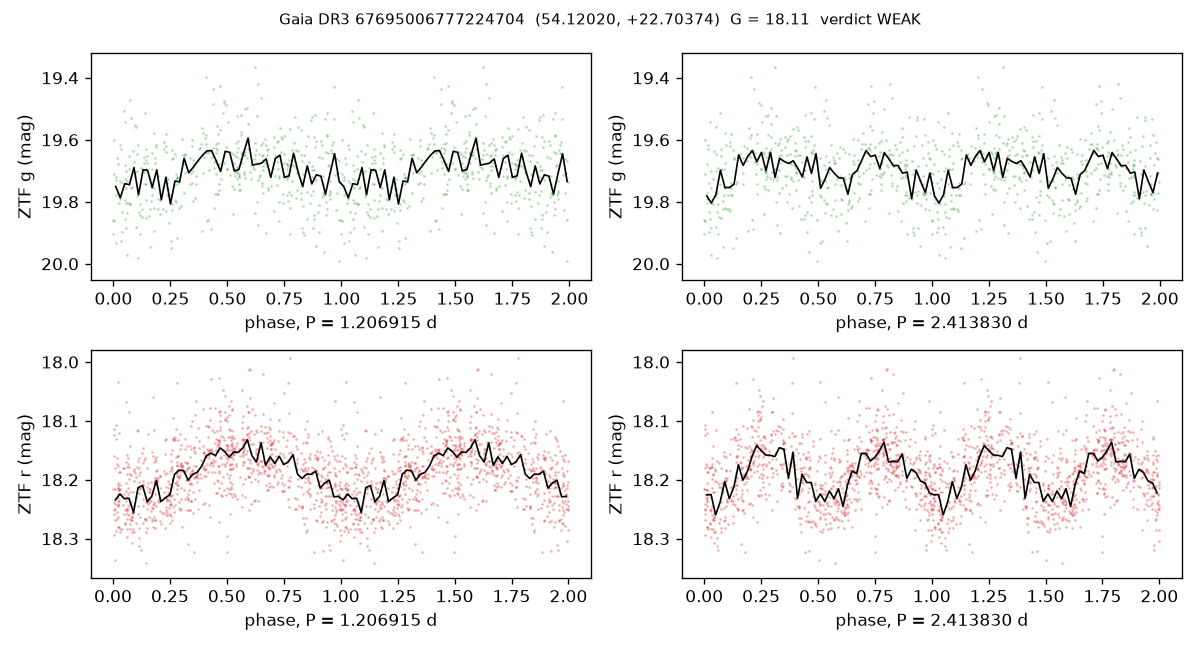 Gaia DR3 67695006777224704  (54.12020, +22.70374)  G = 18.11  verdict WEAK
ZTF g (mag)
19.4
19.6
19.8
20.0
0.00 0.25 0.50 0.75 1.00 1.25 1.50 1.75 2.00
phase, P = 1.206915 d
ZTF g (mag)
0.00 0.25 0.50 0.75 1.00 1.25 1.50 1.75 2.00
19.4
19.6
19.8
20.0
phase, P = 2.413830 d
ZTF r (mag)
18.0
18.1
18.2
18.3
0.00 0.25 0.50 0.75 1.00 1.25 1.50 1.75 2.00
phase, P = 1.206915 d
ZTF r (mag)
18.0
18.1
18.2
18.3
0.00 0.25 0.50 0.75 1.00 1.25 1.50 1.75 2.00
phase, P = 2.413830 d